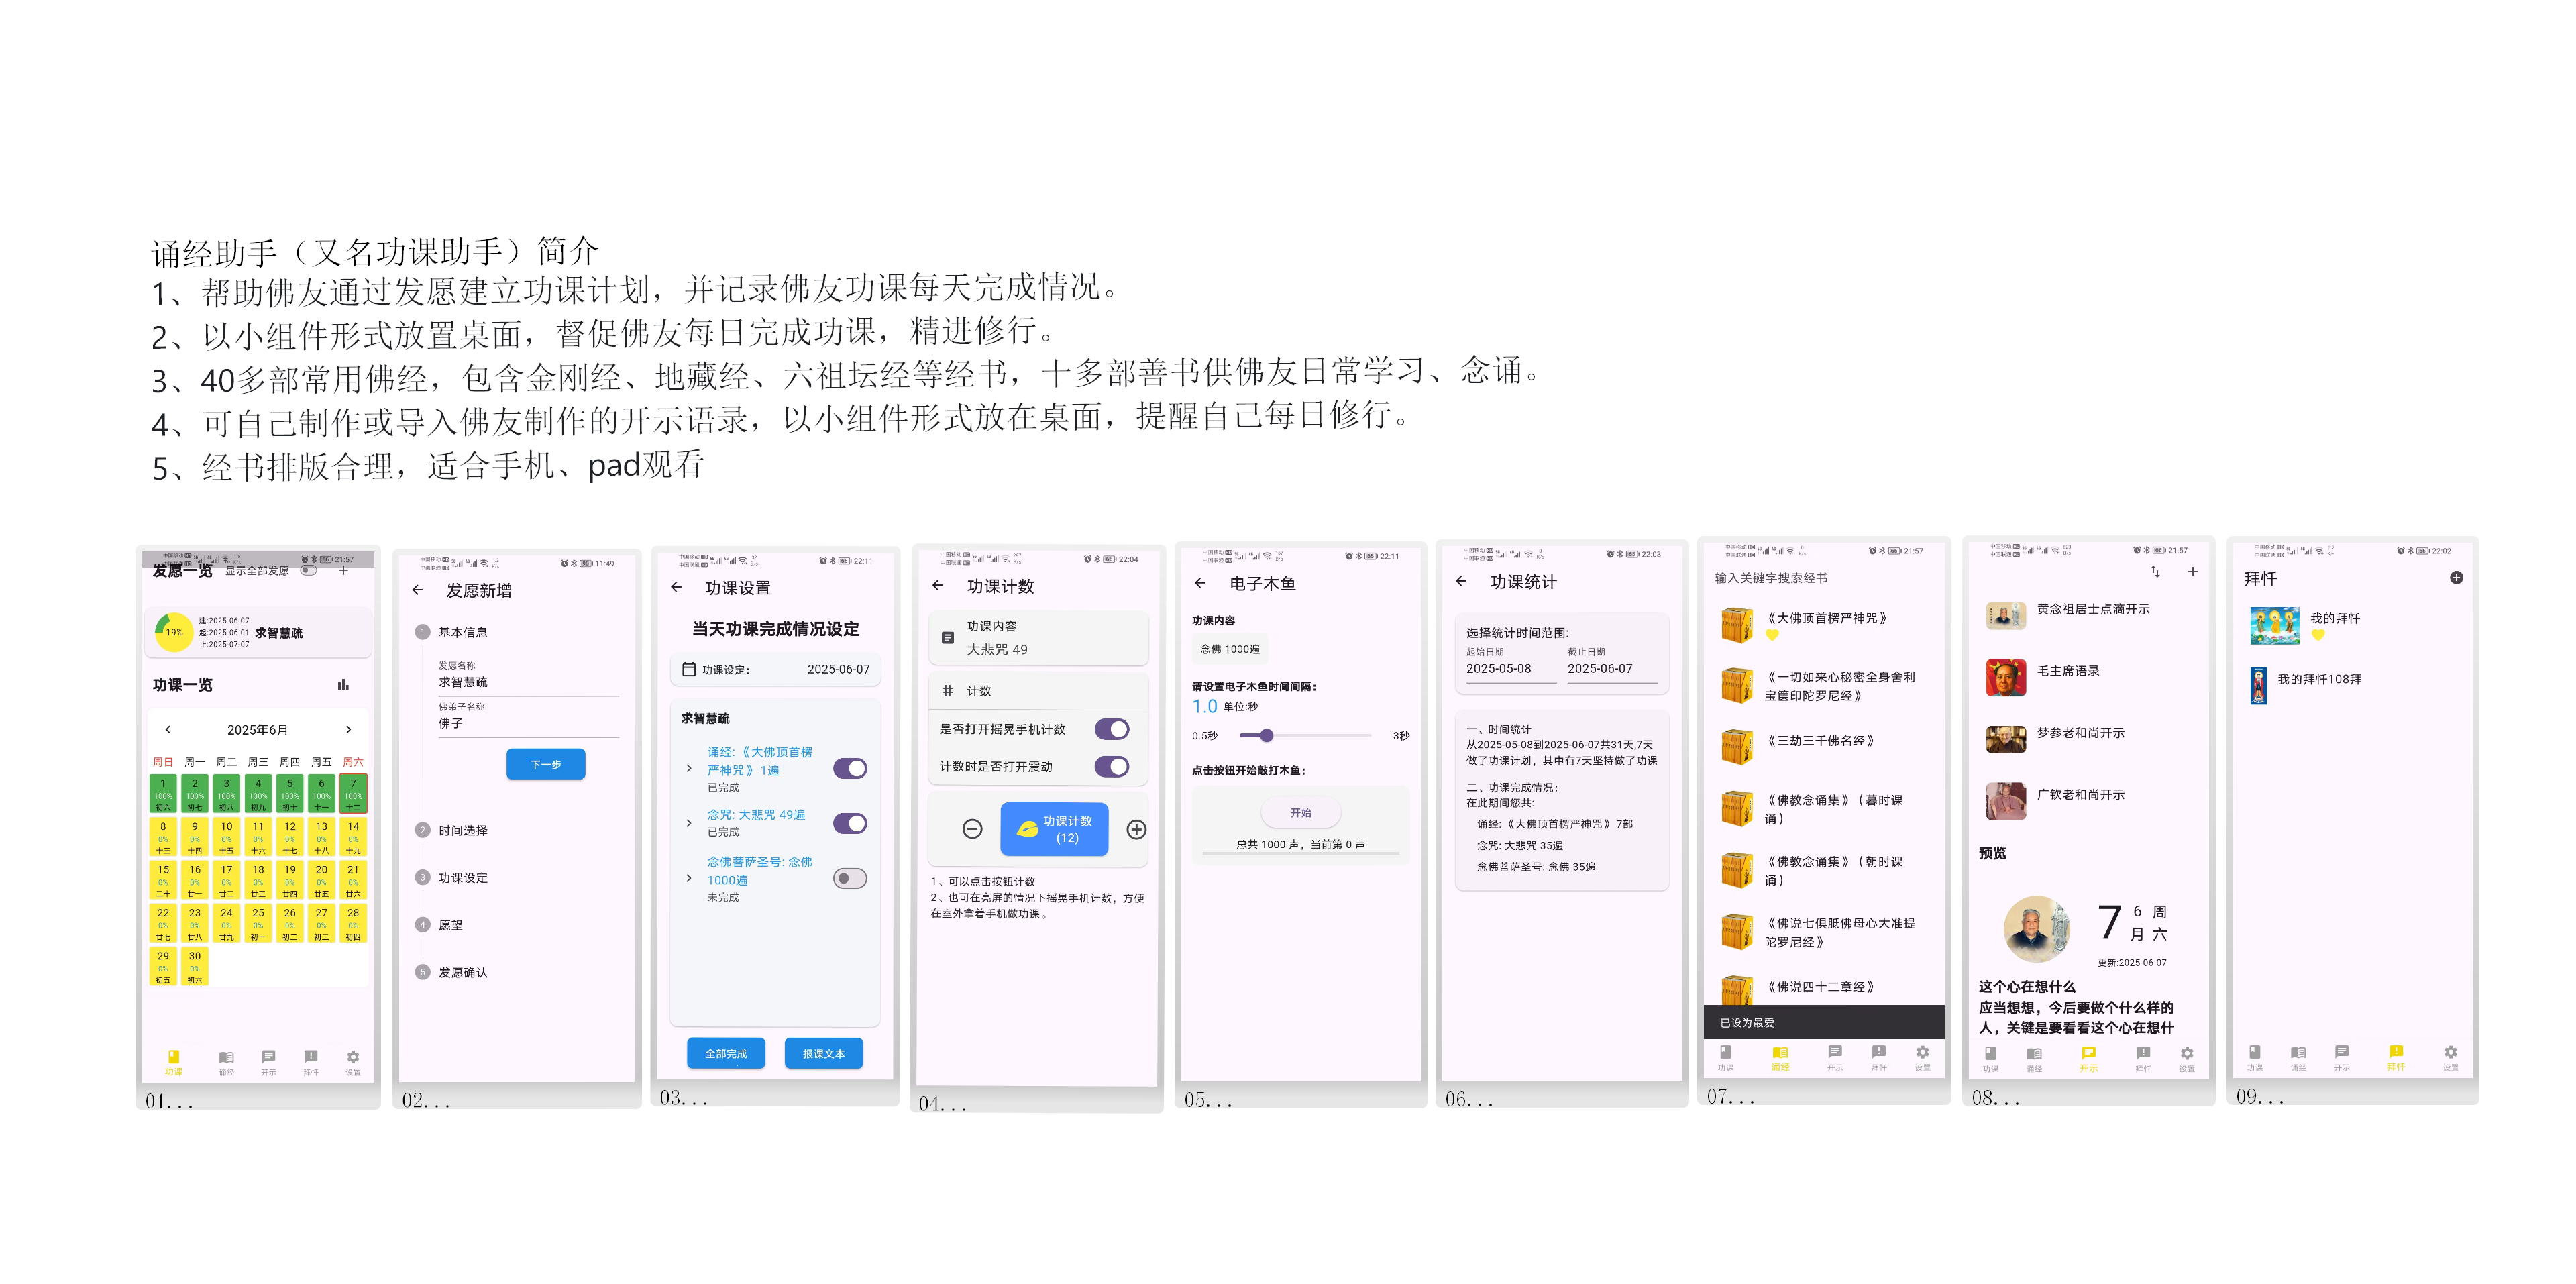 诵经助手（又名功课助手）简介
1、帮助佛友通过发愿建立功课计划，并记录佛友功课每天完成情况。
2、以小组件形式放置桌面，督促佛友每日完成功课，精进修行。
3、40多部常用佛经，包含金刚经、地藏经、六祖坛经等经书，十多部善书供佛友日常学习、念诵。
4、可自己制作或导入佛友制作的开示语录，以小组件形式放在桌面，提醒自己每日修行。
5、经书排版合理，适合手机、pad观看
21:57
发愿一览 显示全部发愿
19%
建:2025-06-07
起:2025-06-01
止:2025-07-07
求智慧疏
功课一览
2025年6月
周日 周一 周二 周三 周四 周五 周六
1 2 3 4 5 6 7
100% 100% 100% 100% 100% 100% 100%
初六 初七 初八 初九 初十 十一 十二
8 9 10 11 12 13 14
0% 0% 0% 0% 0% 0% 0%
十三 十四 十五 十六 十七 十八 十九
15 16 17 18 19 20 21
0% 0% 0% 0% 0% 0% 0%
二十 廿一 廿二 廿三 廿四 廿五 廿六
22 23 24 25 26 27 28
0% 0% 0% 0% 0% 0% 0%
廿七 廿八 廿九 初一 初二 初三 初四
29 30
0% 0%
初五 初六
功课 诵经 开示 拜忏 设置
01...
11:49
发愿新增
1 基本信息
发愿名称
求智慧疏
佛弟子名称
佛子
下一步
2 时间选择
3 功课设定
4 愿望
5 发愿确认
02...
22:11
功课设置
当天功课完成情况设定
功课设定： 2025-06-07
求智慧疏
诵经：《大佛顶首楞
严神咒》 1遍
已完成
念咒: 大悲咒 49遍
已完成
念佛菩萨圣号: 念佛
1000遍
未完成
全部完成 报课文本
03...
22:04
功课计数
功课内容
大悲咒 49
计数
是否打开摇晃手机计数
计数时是否打开震动
功课计数
(12)
1、可以点击按钮计数
2、也可在亮屏的情况下摇晃手机计数，方便
在室外拿着手机做功课。
04...
22:11
电子木鱼
功课内容
念佛 1000遍
请设置电子木鱼时间间隔：
1.0 单位:秒
0.5秒 3秒
点击按钮开始敲打木鱼：
开始
总共 1000 声，当前第 0 声
05...
22:03
功课统计
选择统计时间范围:
起始日期 截止日期
2025-05-08 2025-06-07
一、时间统计
从2025-05-08到2025-06-07共31天,7天
做了功课计划，其中有7天坚持做了功课
二、功课完成情况:
在此期间您共:
诵经:《大佛顶首楞严神咒》 7部
念咒: 大悲咒 35遍
念佛菩萨圣号: 念佛 35遍
06...
21:57
输入关键字搜索经书
《大佛顶首楞严神咒》
《一切如来心秘密全身舍利
宝箧印陀罗尼经》
《三劫三千佛名经》
《佛教念诵集》（暮时课
诵）
《佛教念诵集》（朝时课
诵）
《佛说七俱胝佛母心大准提
陀罗尼经》
《佛说四十二章经》
已设为最爱
功课 诵经 开示 拜忏 设置
07...
21:57
黄念祖居士点滴开示
毛主席语录
梦参老和尚开示
广钦老和尚开示
预览
7 6月 周六
更新:2025-06-07
这个心在想什么
应当想想，今后要做个什么样的
人，关键是要看看这个心在想什
功课 诵经 开示 拜忏 设置
08...
22:02
拜忏
我的拜忏
我的拜忏108拜
功课 诵经 开示 拜忏 设置
09...